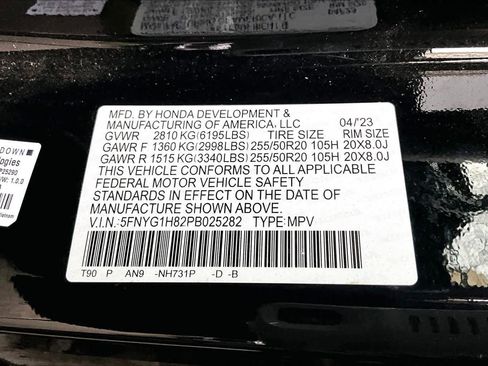 MFD. BY HONDA DEVELOPMENT &
MANUFACTURING OF AMERICA, LLC 04/'23
GVWR 2810 KG(6195LBS) TIRE SIZE RIM SIZE
GAWR F 1360 KG(2998LBS) 255/50R20 105H 20X8.0J
GAWR R 1515 KG(3340LBS) 255/50R20 105H 20X8.0J
THIS VEHICLE CONFORMS TO ALL APPLICABLE
FEDERAL MOTOR VEHICLE SAFETY
STANDARDS IN EFFECT ON THE DATE OF
MANUFACTURE SHOWN ABOVE.
V.I.N.: 5FNYG1H82PB025282 TYPE: MPV
T90 P AN9 -NH731P -D -B
DOWN
ogies